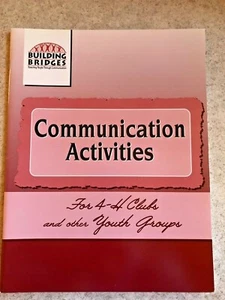 BUILDING
BRIDGES
Communication
Activities
For 4-H Clubs
and other Youth Groups